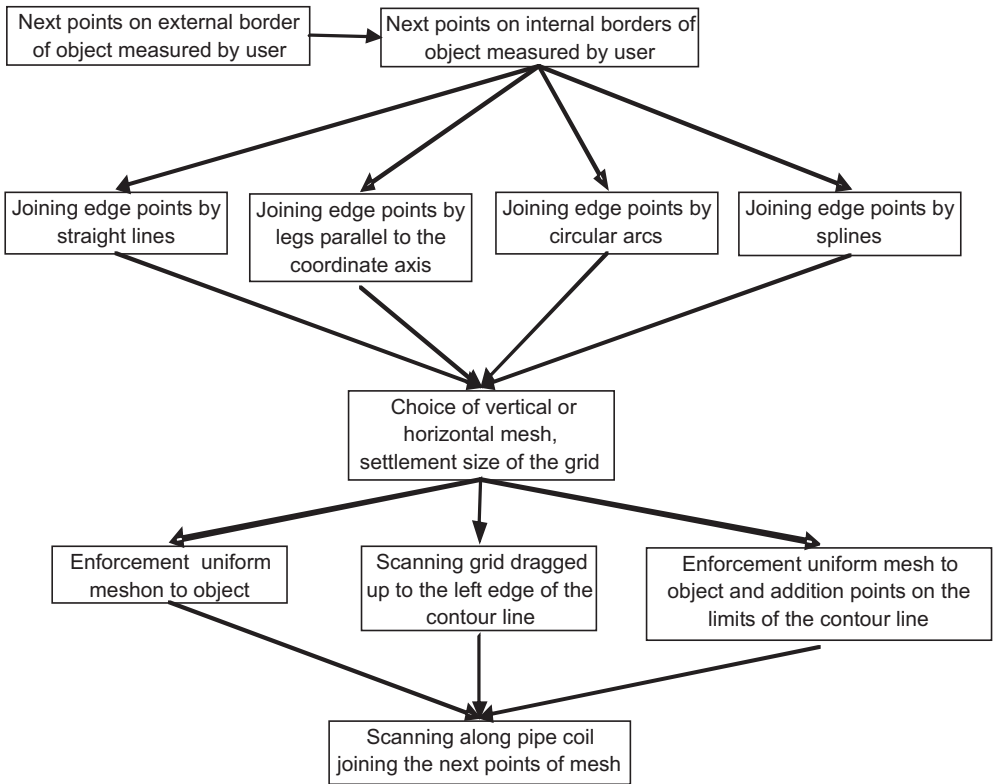 Next points on external border
of object measured by user
Next points on internal borders of
object measured by user
Joining edge points by
straight lines
Joining edge points by
legs parallel to the
coordinate axis
Joining edge points by
circular arcs
Joining edge points by
splines
Choice of vertical or
horizontal mesh,
settlement size of the grid
Enforcement uniform
meshon to object
Scanning grid dragged
up to the left edge of the
contour line
Enforcement uniform mesh to
object and addition points on the
limits of the contour line
Scanning along pipe coil
joining the next points of mesh